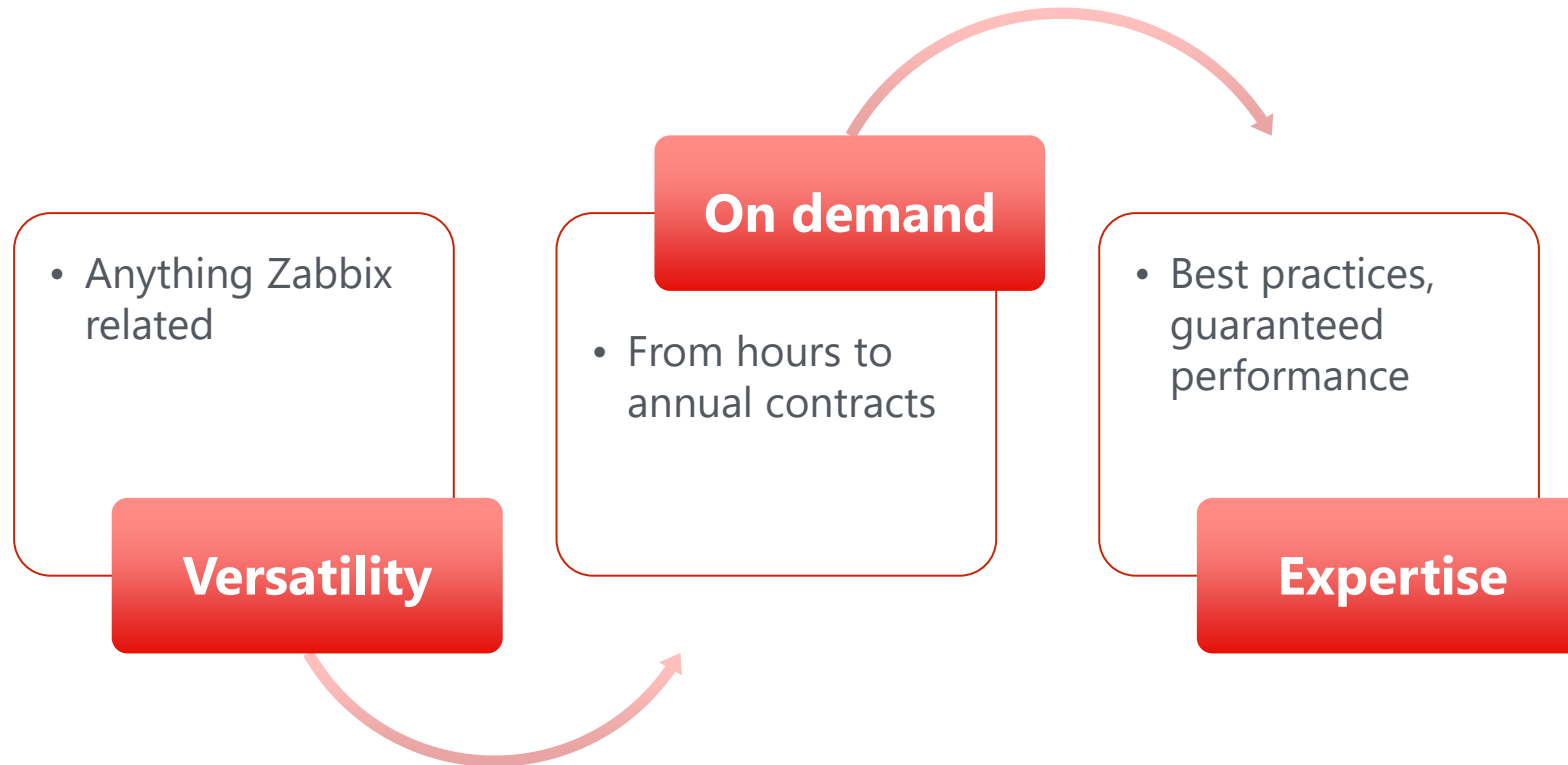 • Anything Zabbix
related
Versatility
On demand
• From hours to
annual contracts
• Best practices,
guaranteed
performance
Expertise